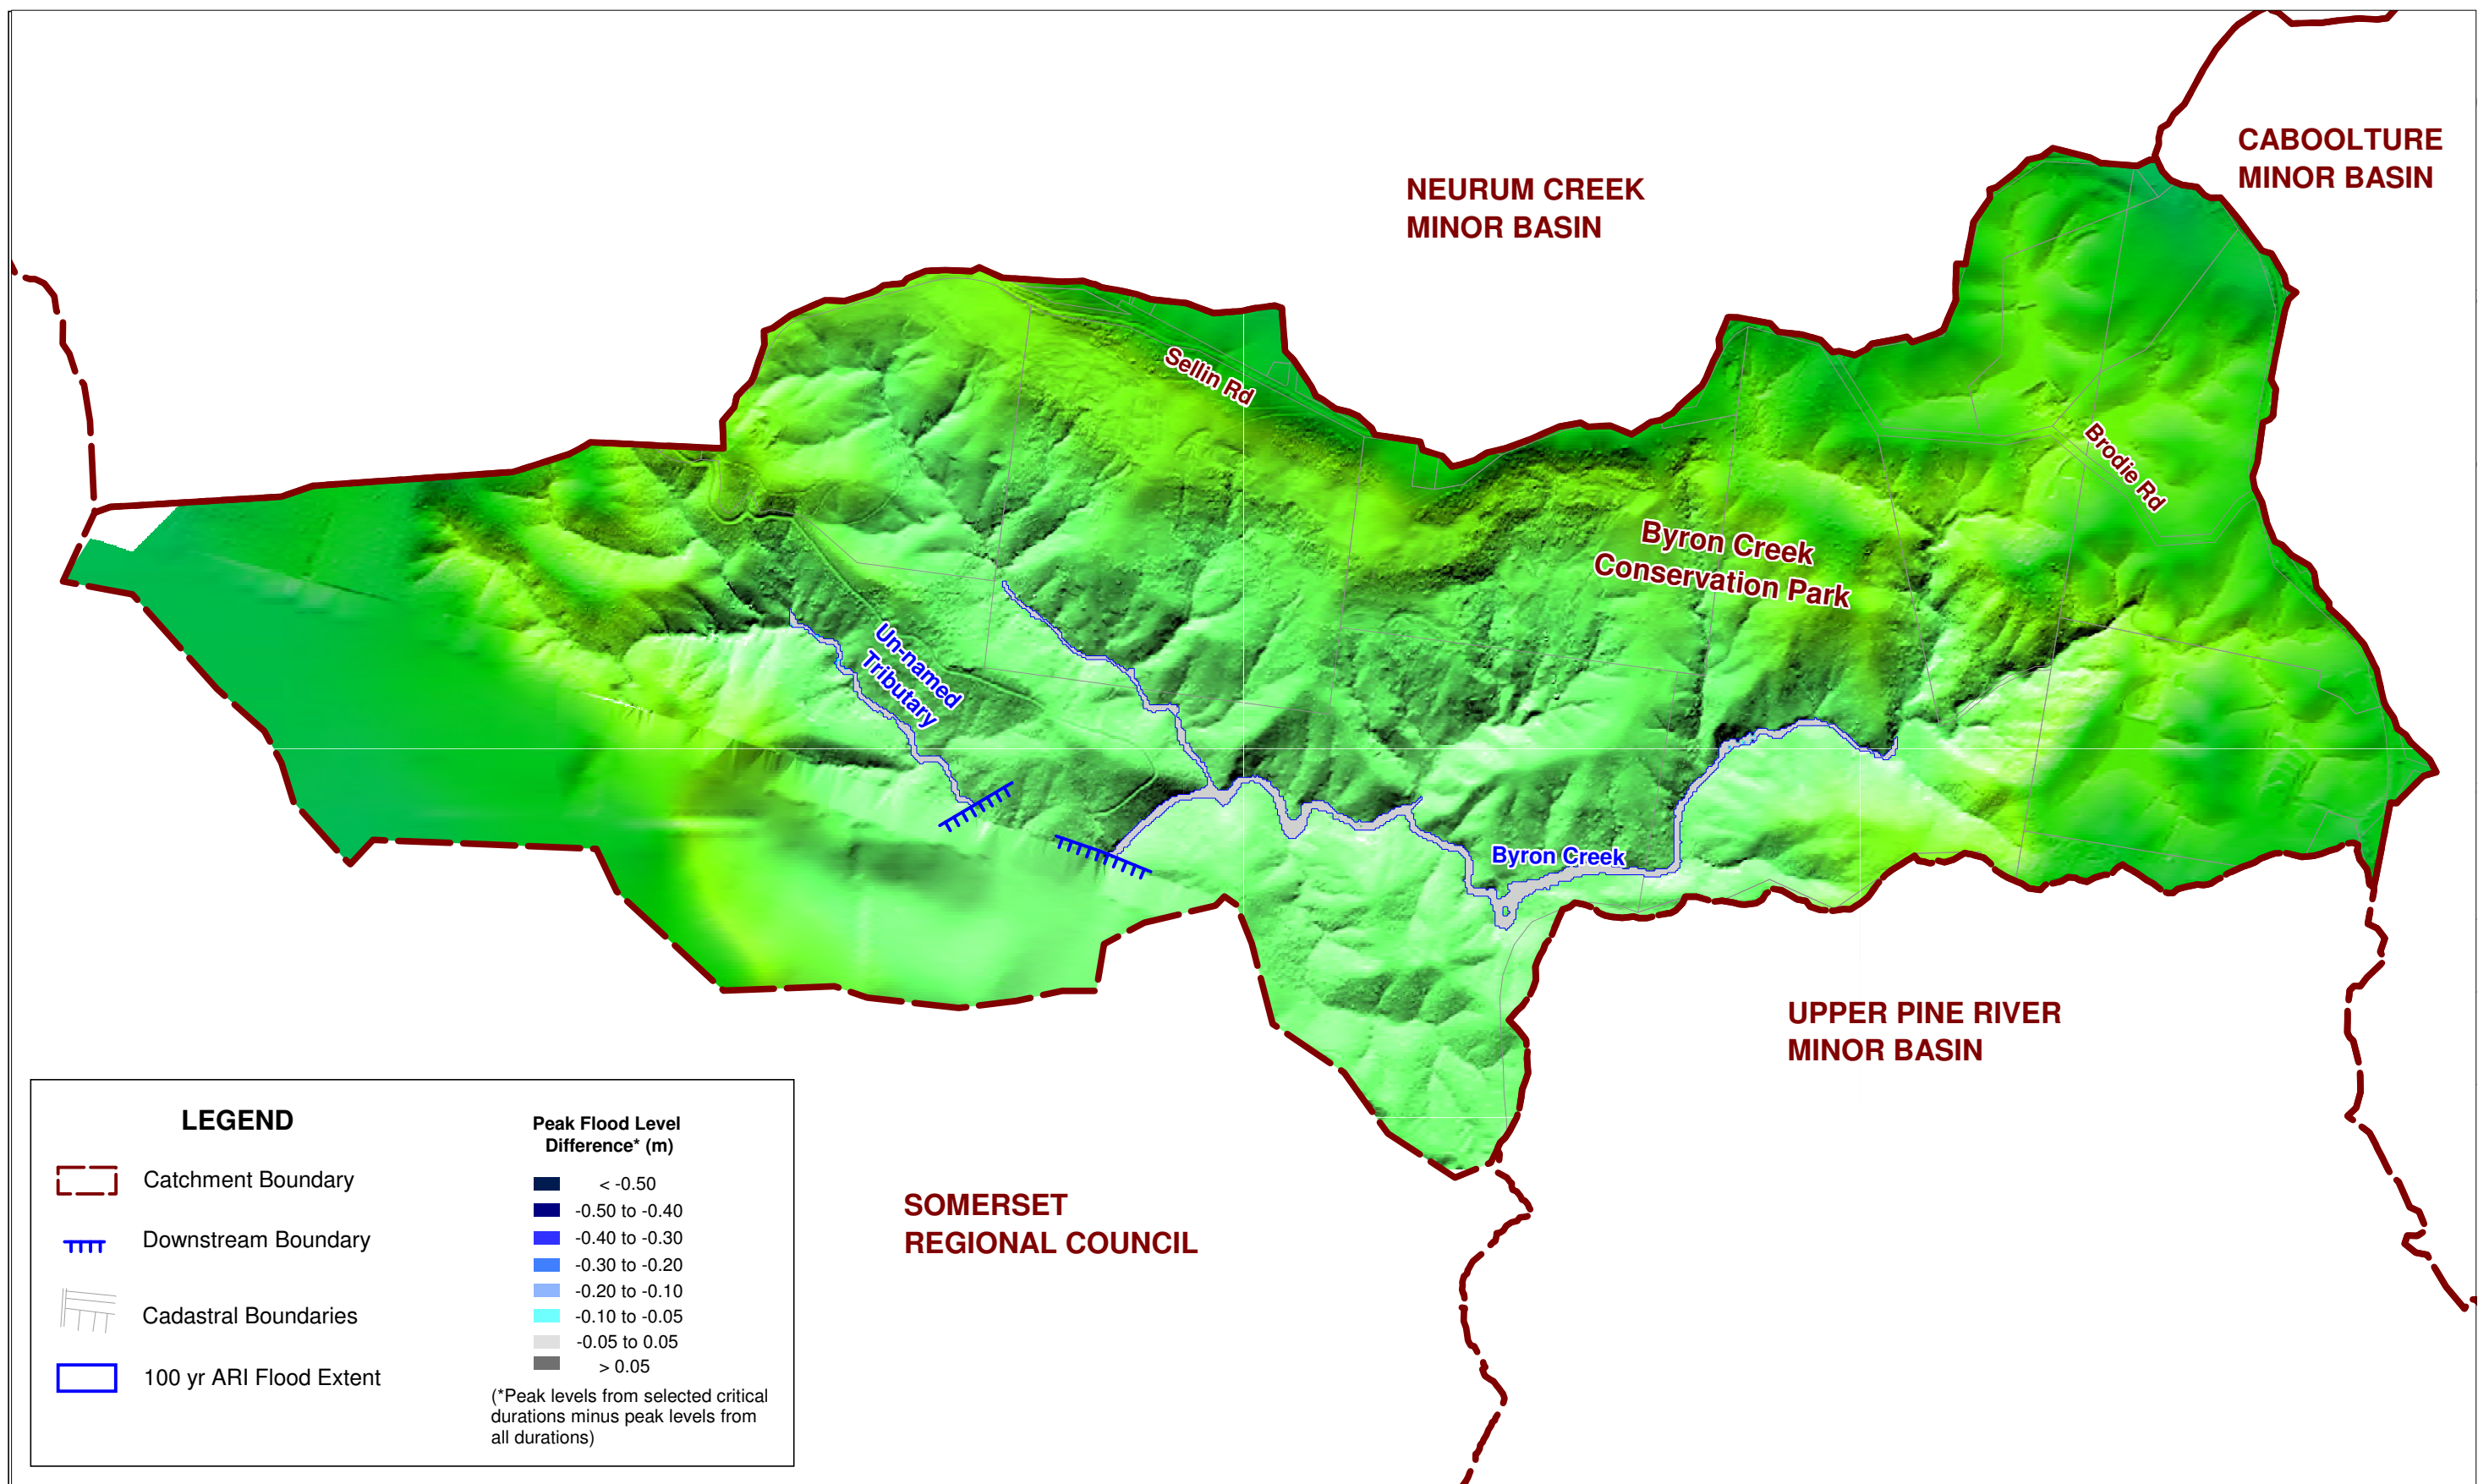 CABOOLTURE
MINOR BASIN
NEURUM CREEK
MINOR BASIN
Sellin Rd
Brodie Rd
Byron Creek
Conservation Park
Un-named
Tributary
Byron Creek
UPPER PINE RIVER
MINOR BASIN
SOMERSET
REGIONAL COUNCIL
LEGEND
Catchment Boundary
Downstream Boundary
Cadastral Boundaries
100 yr ARI Flood Extent
Peak Flood Level
Difference* (m)
< -0.50
-0.50 to -0.40
-0.40 to -0.30
-0.30 to -0.20
-0.20 to -0.10
-0.10 to -0.05
-0.05 to 0.05
> 0.05
(*Peak levels from selected critical
durations minus peak levels from
all durations)